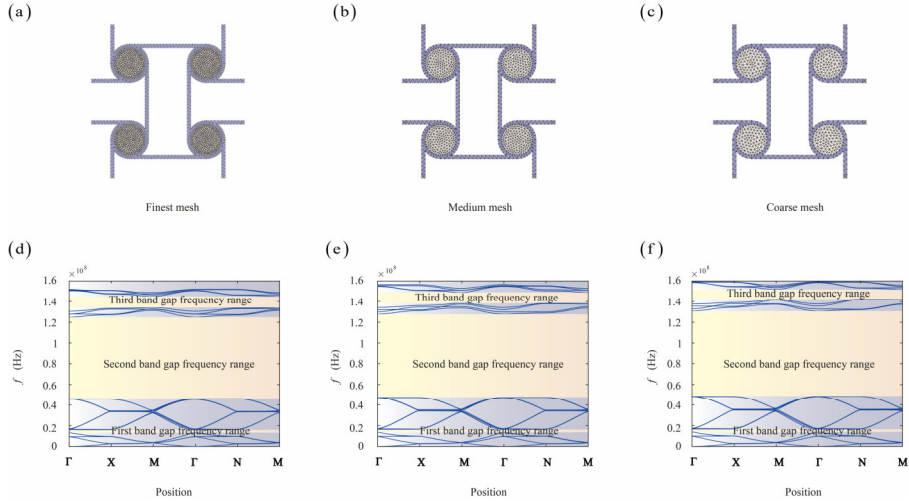 (a)
(b)
(c)
Finest mesh
Medium mesh
Coarse mesh
(d)
×10⁸
1.6
1.4
1.2
1
0.8
0.6
0.4
0.2
0
f (Hz)
Third band gap frequency range
Second band gap frequency range
First band gap frequency range
Γ X M Γ N M
Position
(e)
×10⁸
1.6
1.4
1.2
1
0.8
0.6
0.4
0.2
0
f (Hz)
Third band gap frequency range
Second band gap frequency range
First band gap frequency range
Γ X M Γ N M
Position
(f)
×10⁸
1.6
1.4
1.2
1
0.8
0.6
0.4
0.2
0
f (Hz)
Third band gap frequency range
Second band gap frequency range
First band gap frequency range
Γ X M Γ N M
Position